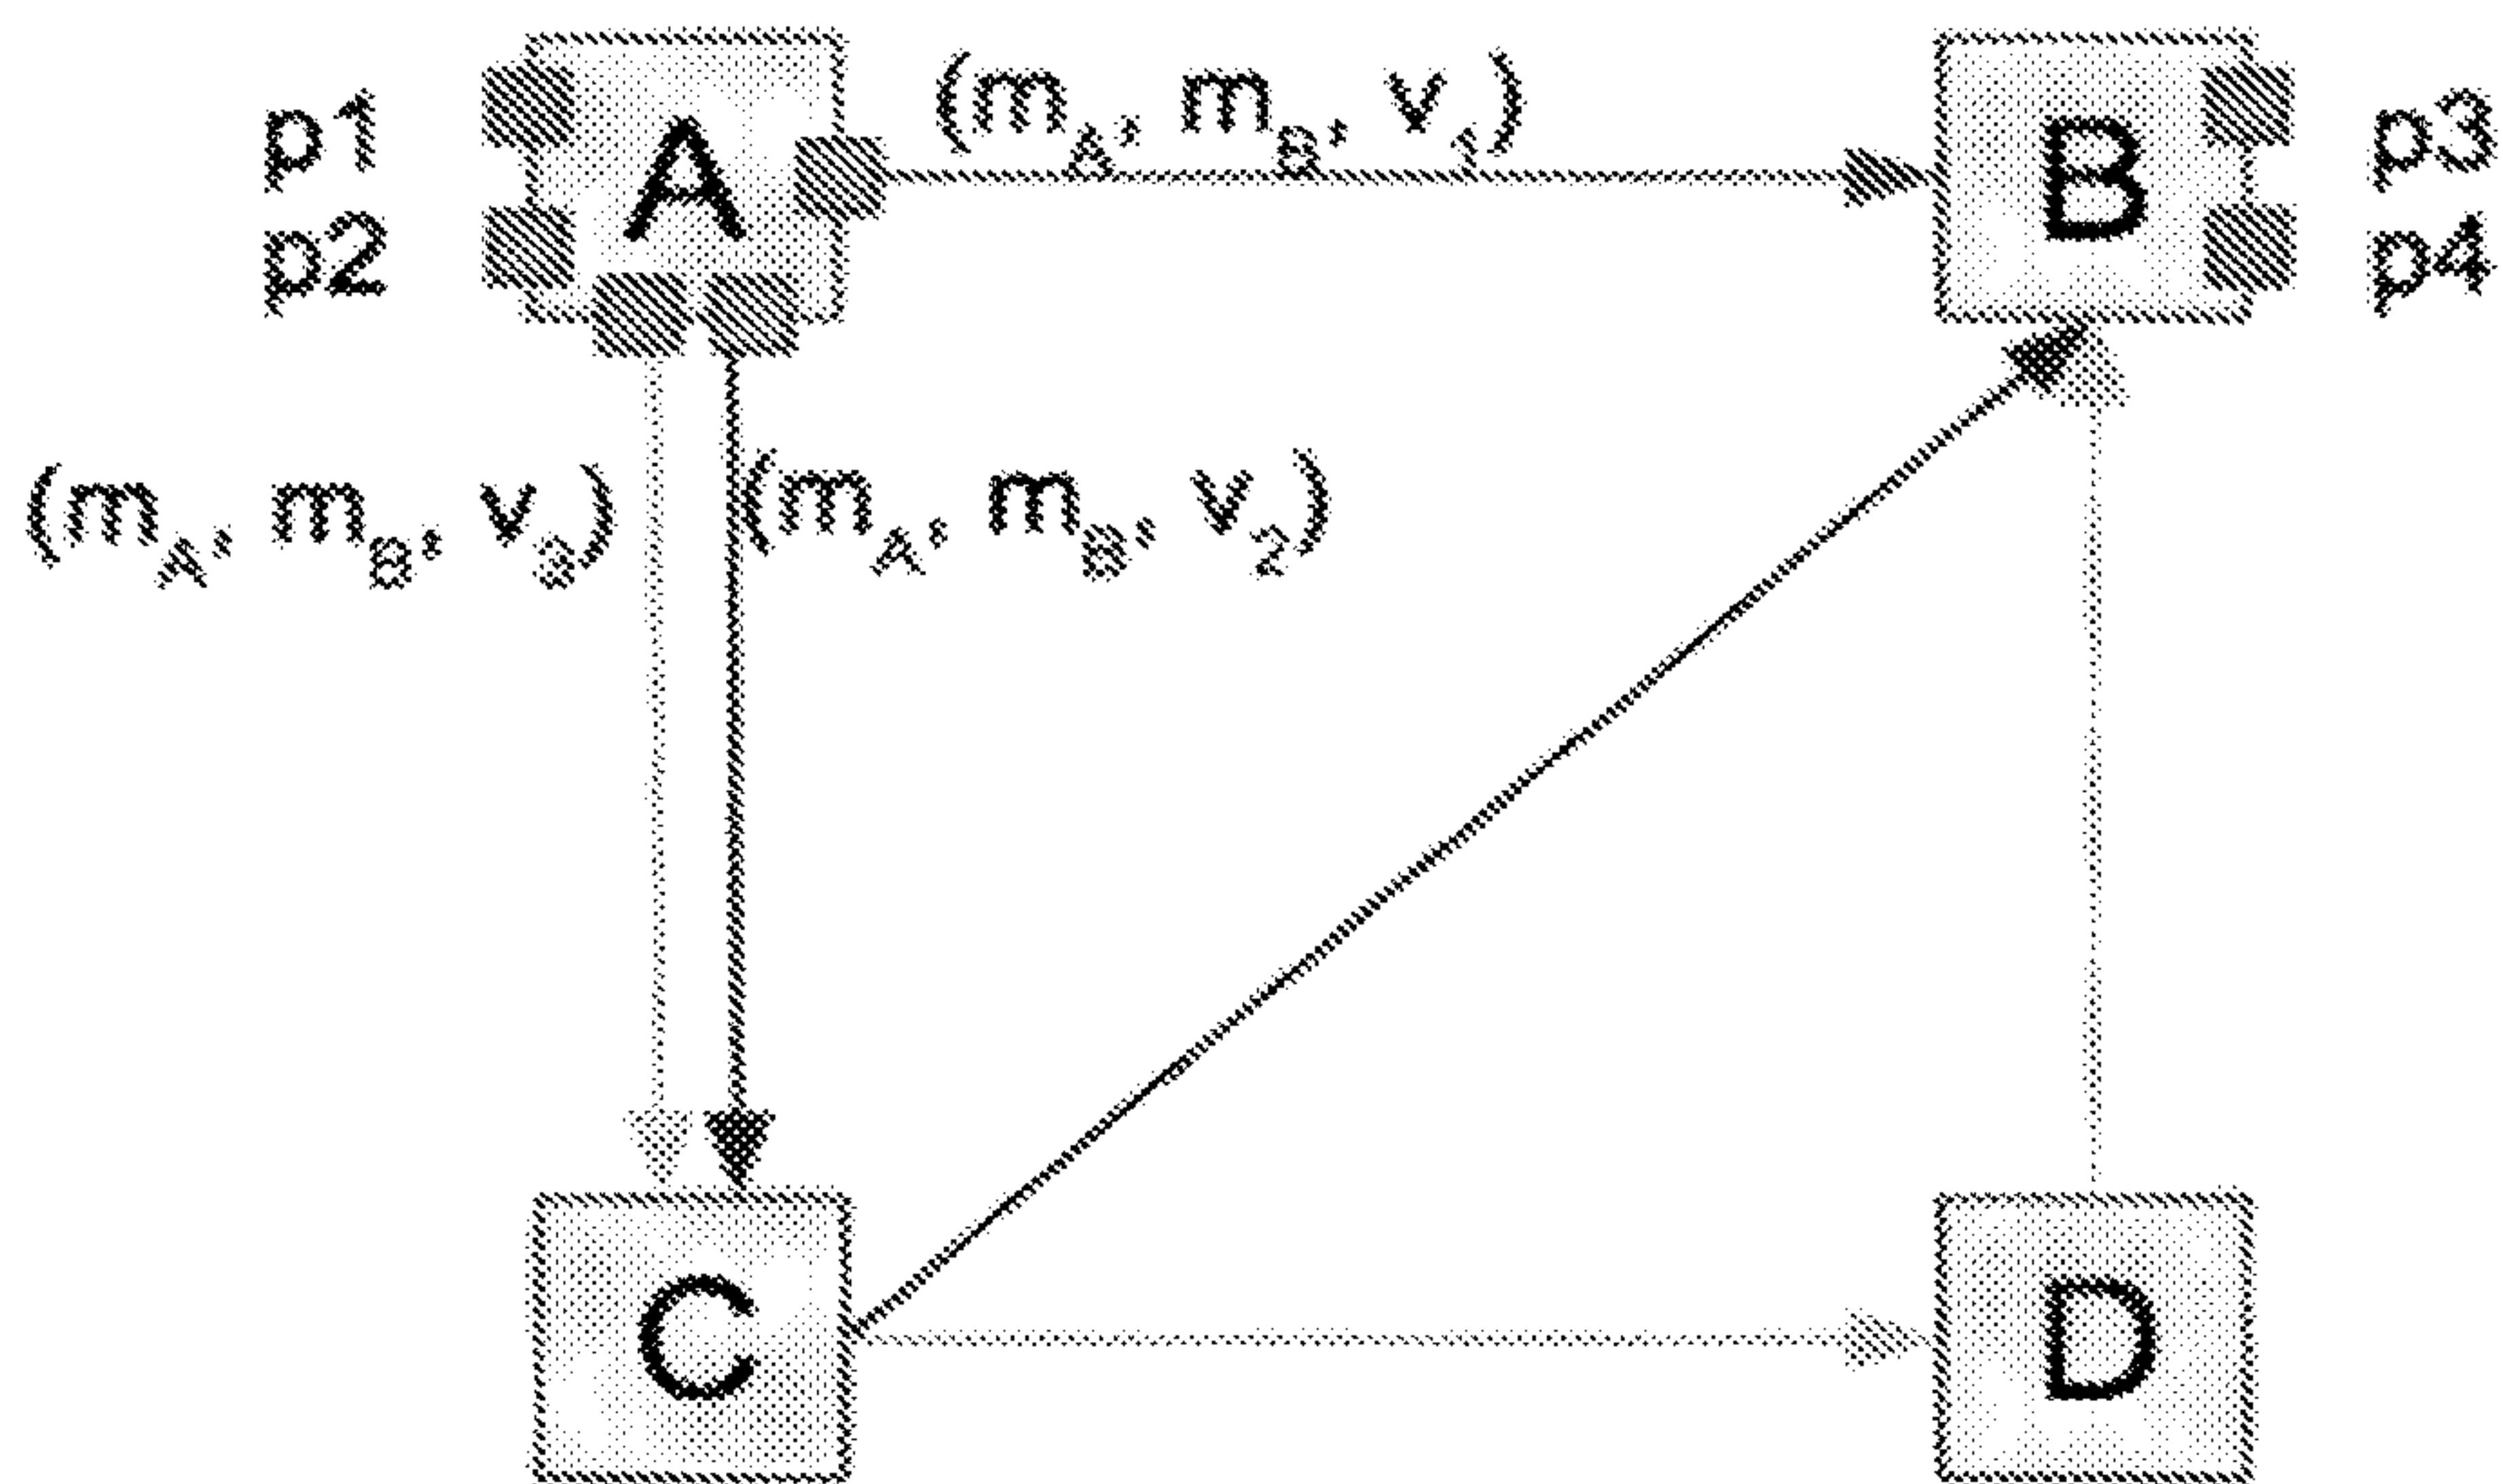 p1
p2
A
(mA, mB, v1)
B
p3
p4
(mA, mB, v3)
(mA, mB, v2)
C
D